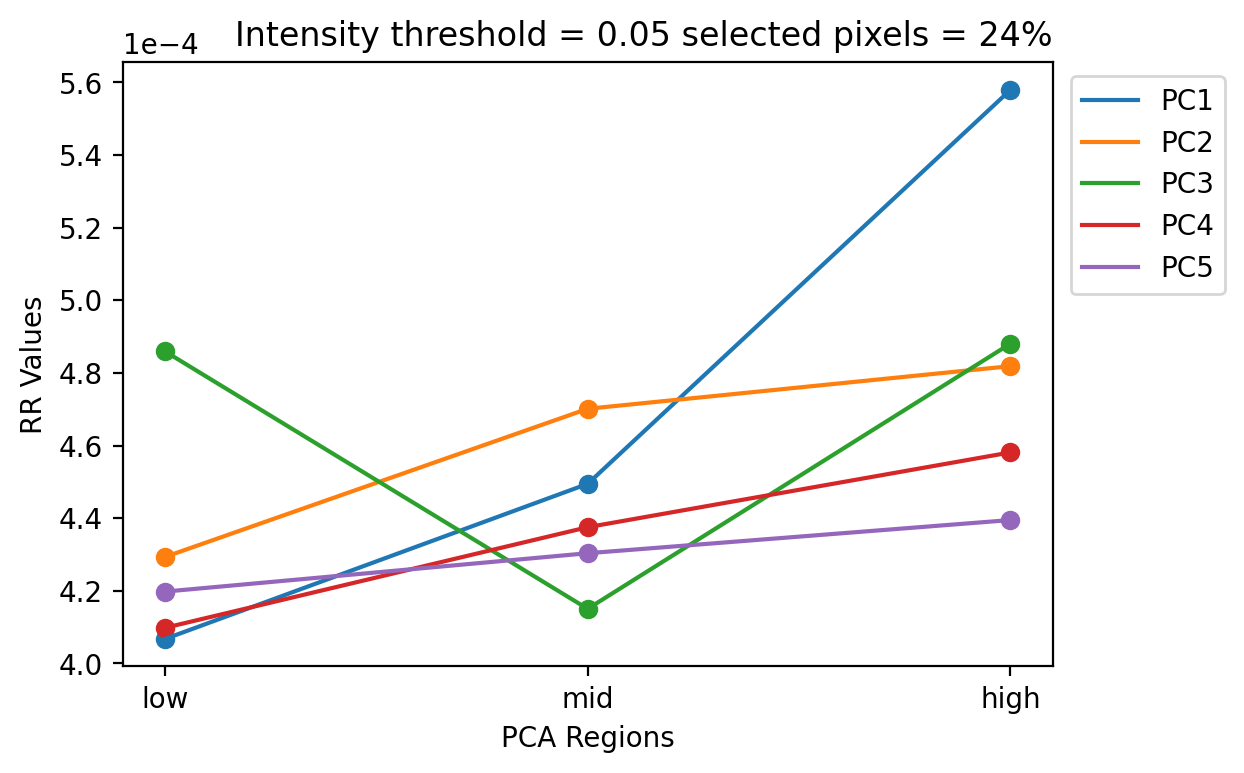 1e−4 Intensity threshold = 0.05 selected pixels = 24%
5.6
5.4
5.2
5.0
4.8
4.6
4.4
4.2
4.0
RR Values
low mid high
PCA Regions
PC1
PC2
PC3
PC4
PC5